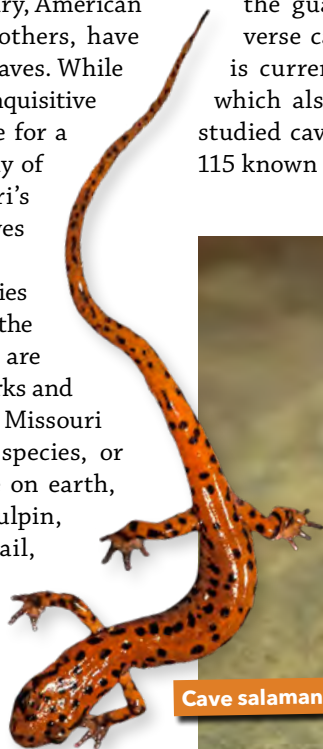 ry, American
others, have
aves. While
nquisitive
e for a
y of
ri's
ves
ies
the
are
rks and
Missouri
species, or
on earth,
ulpin,
ail,
the gua
verse ca
is curren
which als
studied cav
115 known
Cave salaman